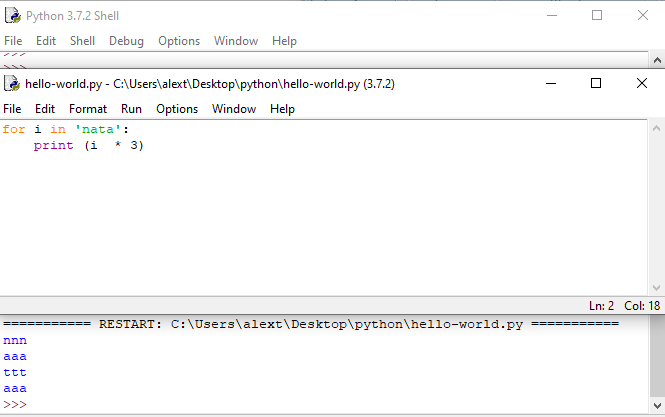 Python 3.7.2 Shell
File Edit Shell Debug Options Window Help
>>>
>>>
hello-world.py - C:\Users\alext\Desktop\python\hello-world.py (3.7.2)
File Edit Format Run Options Window Help
for i in 'nata':
    print (i  * 3)
Ln: 2 Col: 18
=========== RESTART: C:\Users\alext\Desktop\python\hello-world.py ===========
nnn
aaa
ttt
aaa
>>>